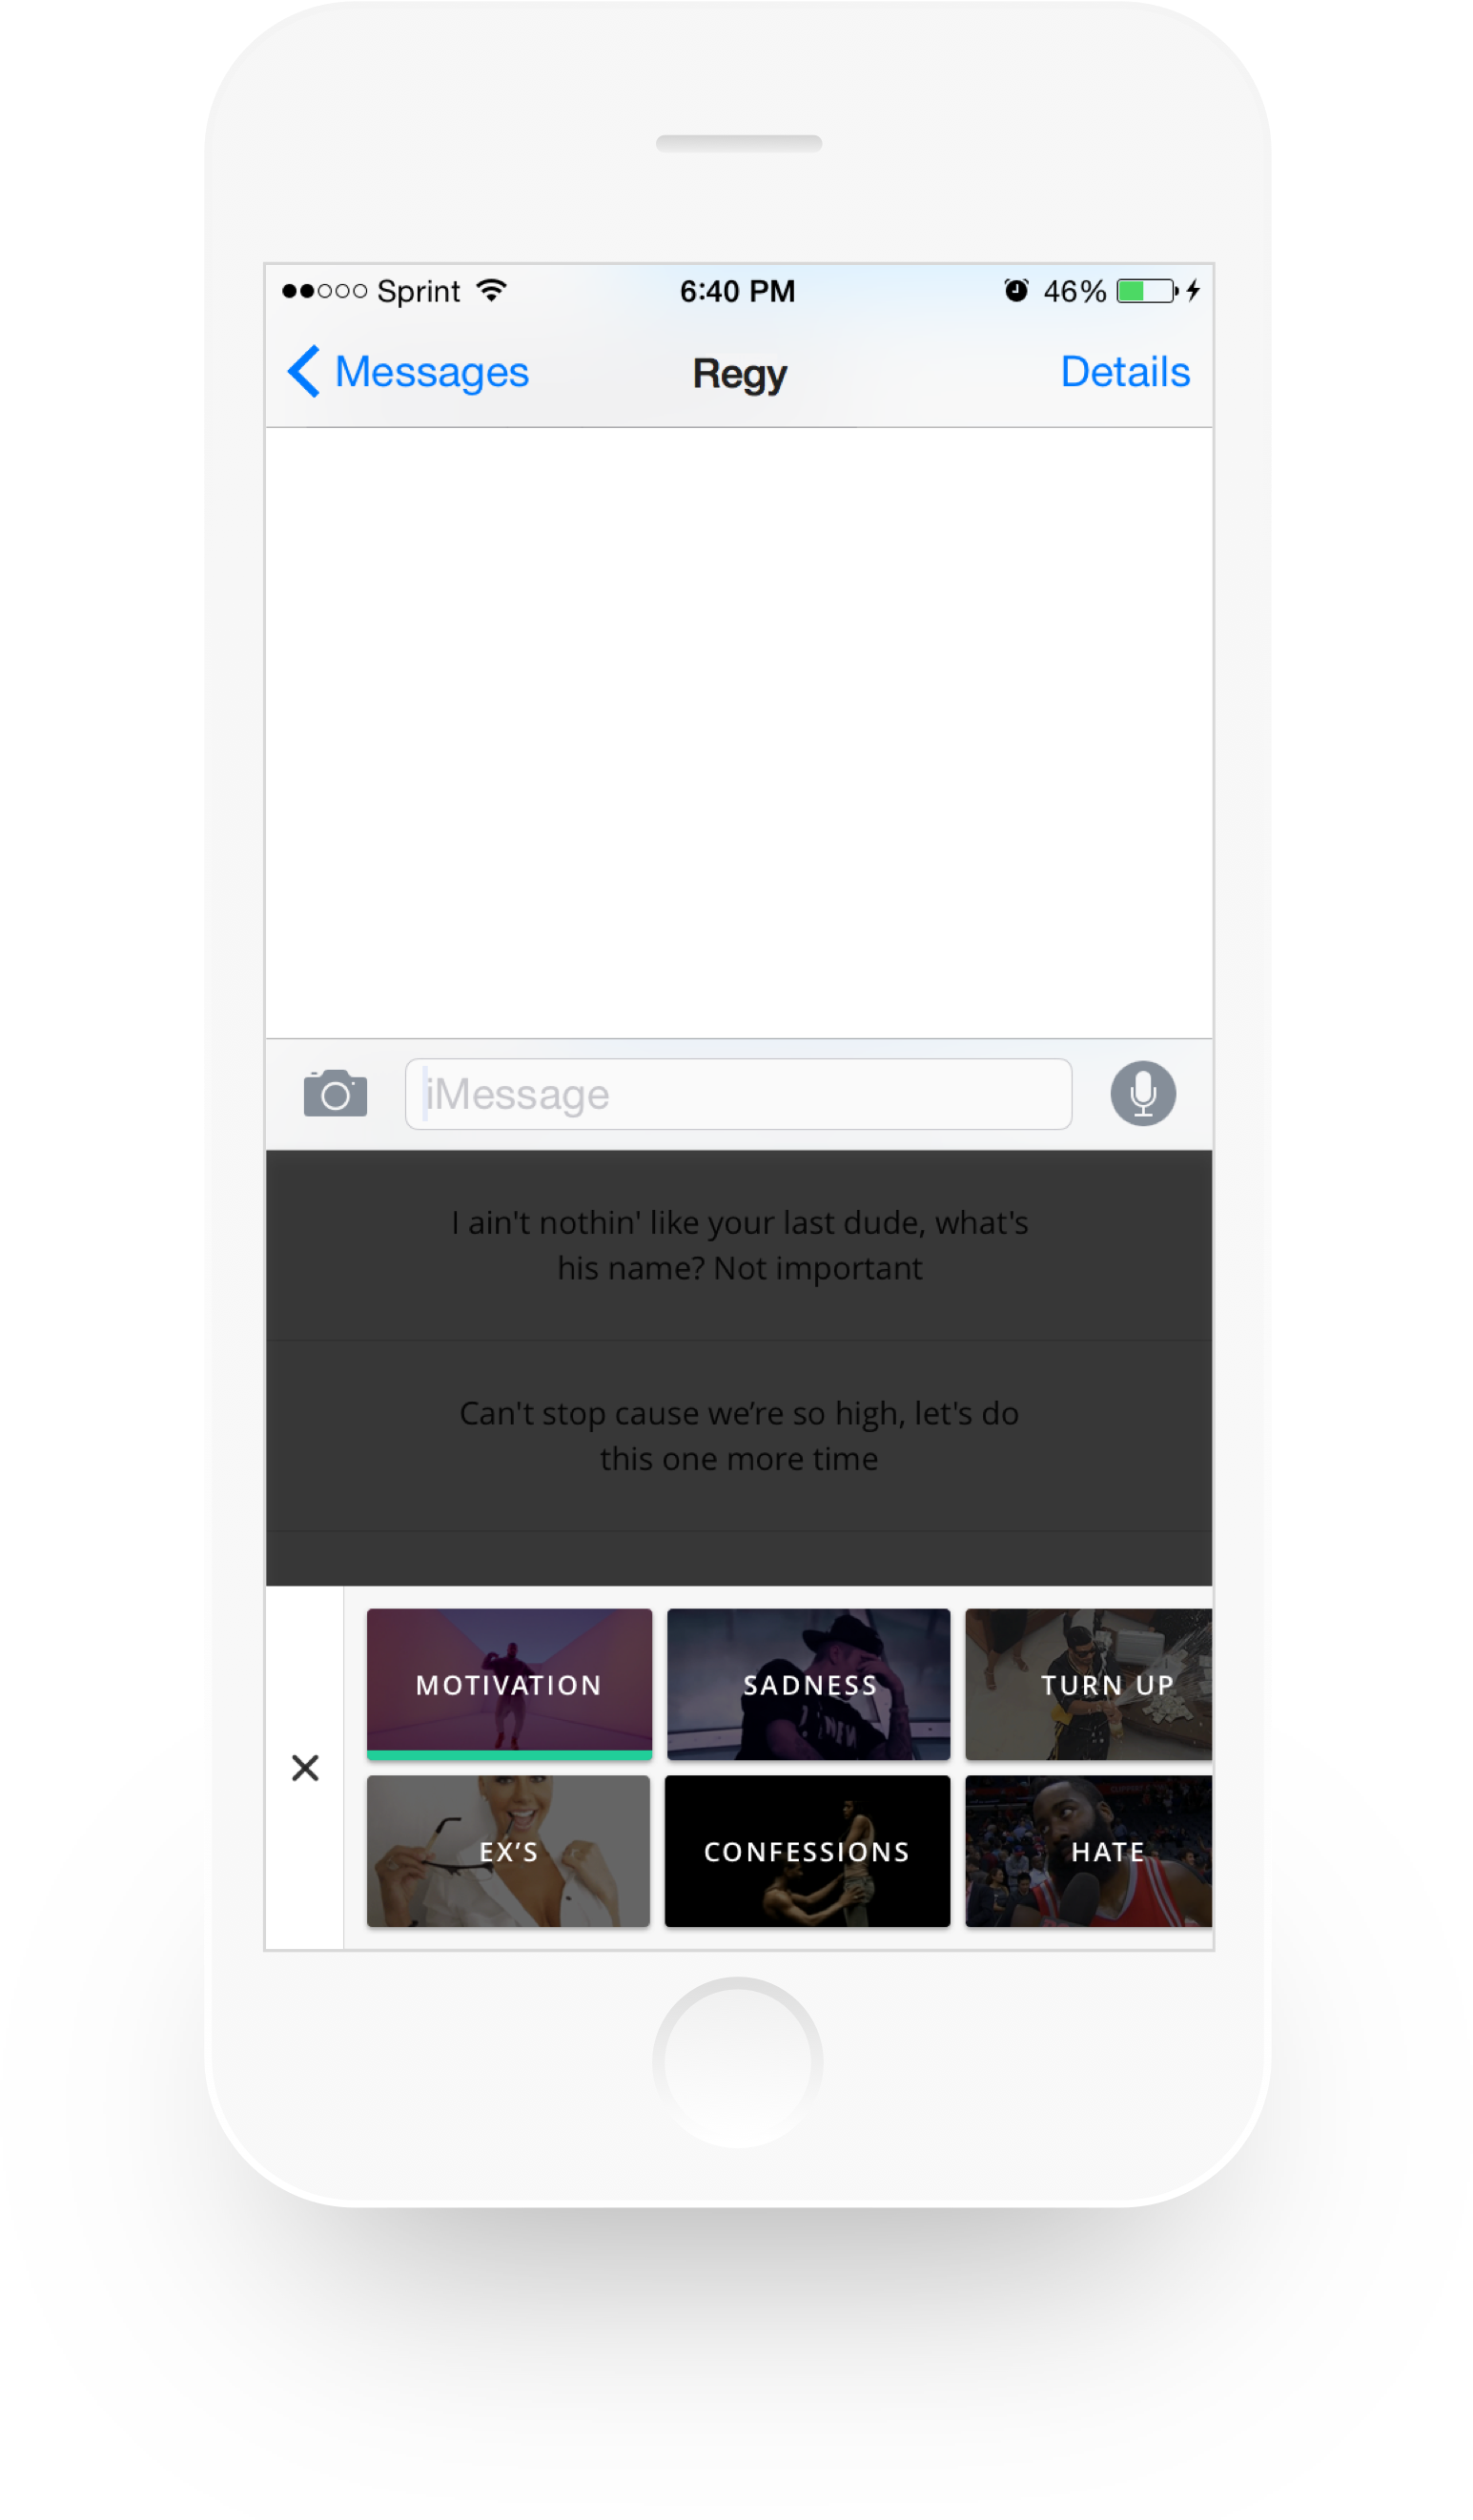 Sprint 6:40 PM 46%
Messages Regy Details
iMessage
I ain't nothin' like your last dude, what's
his name? Not important
Can't stop cause we’re so high, let's do
this one more time
MOTIVATION SADNESS TURN UP
EX’S CONFESSIONS HATE